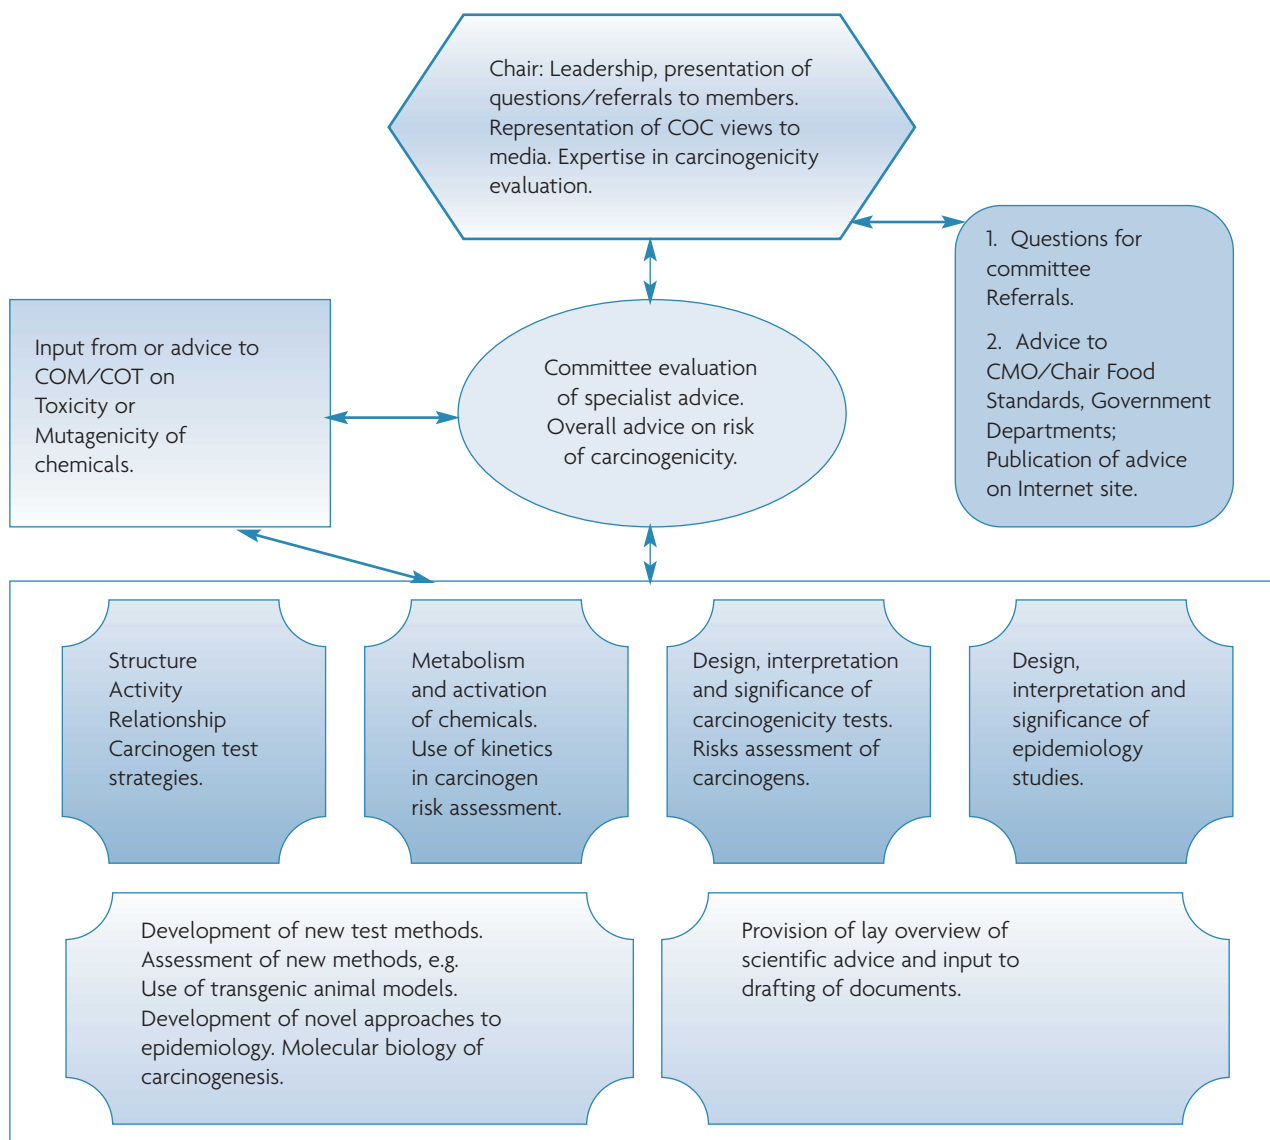 Chair: Leadership, presentation of
questions/referrals to members.
Representation of COC views to
media. Expertise in carcinogenicity
evaluation.
1. Questions for
committee
Referrals.
2. Advice to
CMO/Chair Food
Standards, Government
Departments;
Publication of advice
on Internet site.
Input from or advice to
COM/COT on
Toxicity or
Mutagenicity of
chemicals.
Committee evaluation
of specialist advice.
Overall advice on risk
of carcinogenicity.
Structure
Activity
Relationship
Carcinogen test
strategies.
Metabolism
and activation
of chemicals.
Use of kinetics
in carcinogen
risk assessment.
Design, interpretation
and significance of
carcinogenicity tests.
Risks assessment of
carcinogens.
Design,
interpretation and
significance of
epidemiology
studies.
Development of new test methods.
Assessment of new methods, e.g.
Use of transgenic animal models.
Development of novel approaches to
epidemiology. Molecular biology of
carcinogenesis.
Provision of lay overview of
scientific advice and input to
drafting of documents.